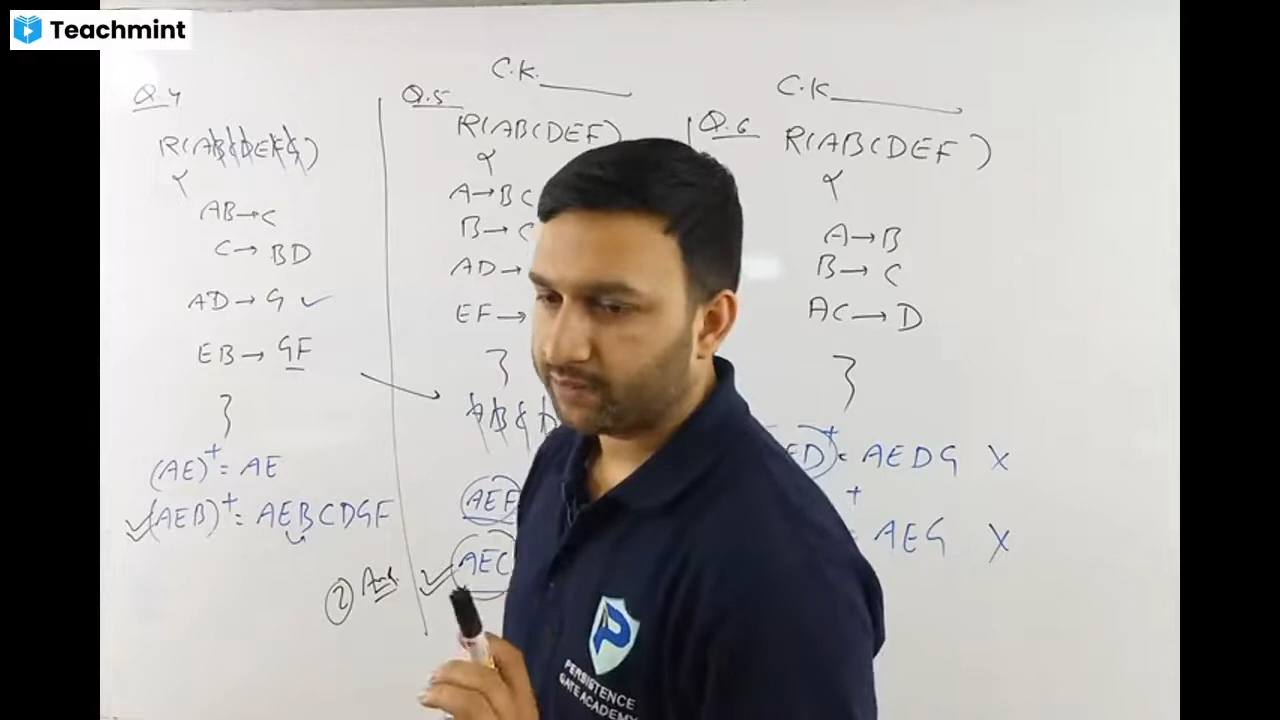 Teachmint
Q.4
R(ABCDEFG)
{
AB→C
C→BD
AD→G ✓
EB→GF
}
(AE)+= AE
✓(AEB)+= AEBCDGF
② Ans.
C.K.
Q.5
R(ABCDEF)
{
A→BC
B→C
AD→
EF→
}
AB
AEF
✓ AEC
C.K
Q.6
R(ABCDEF)
{
A→B
B→C
AC→D
}
ED)+= AEDG X
+
= AEG X
PERSISTENCE
GATE ACADEMY